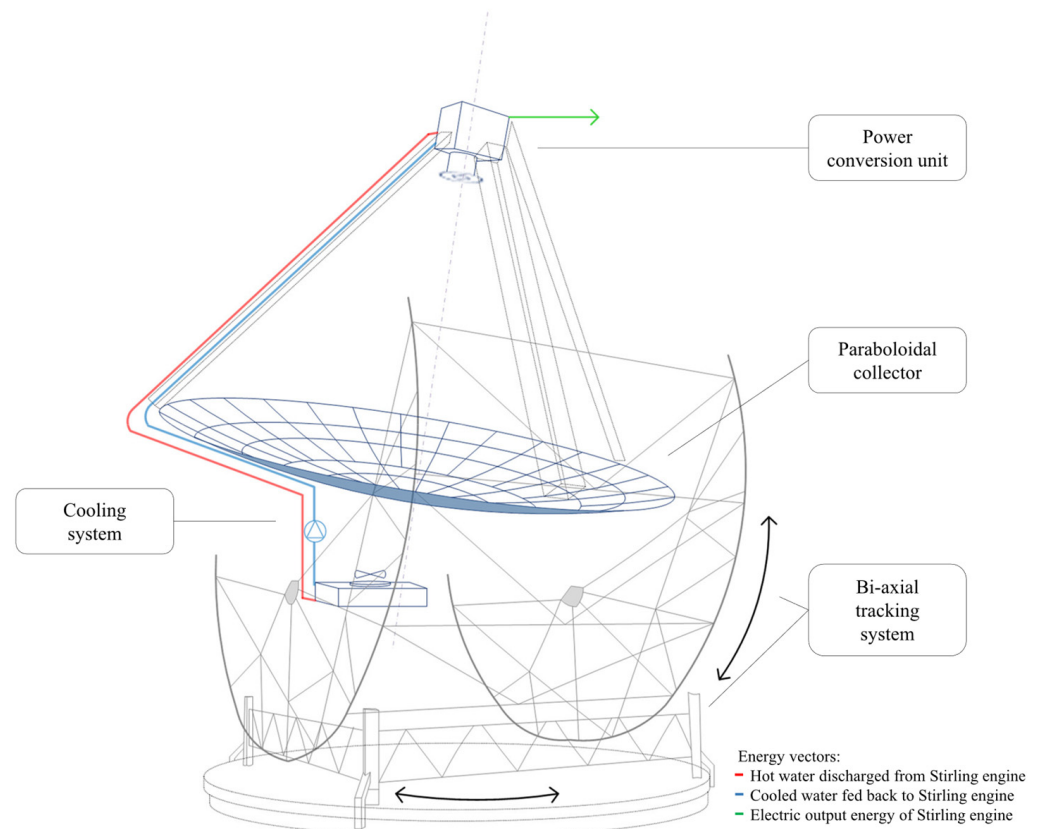 Power
conversion unit
Paraboloidal
collector
Cooling
system
Bi-axial
tracking
system
Energy vectors:
Hot water discharged from Stirling engine
Cooled water fed back to Stirling engine
Electric output energy of Stirling engine